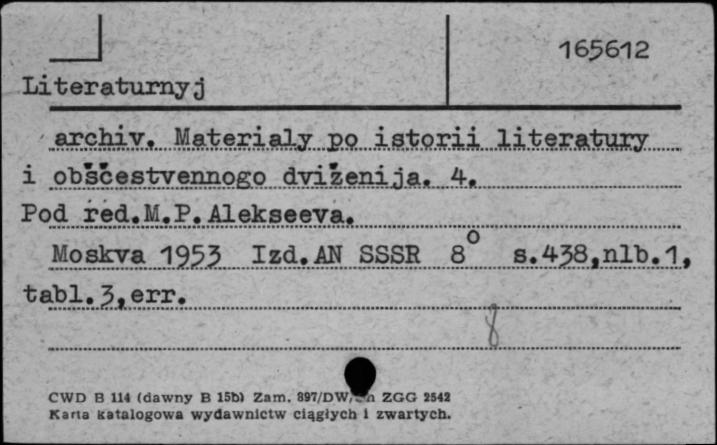 165612
Literaturnyj
archiv. Materialy po istorii literatury
i obščestvennogo dviženija. 4.
Pod red.M.P.Alekseeva.
Moskva 1953 Izd.AN SSSR 8° s.438,nlb.1,
tabl.3,err.
8
CWD B 114 (dawny B 15b) Zam. 897/DW/ ZGG 2542
Karta katalogowa wydawnictw ciągłych i zwartych.